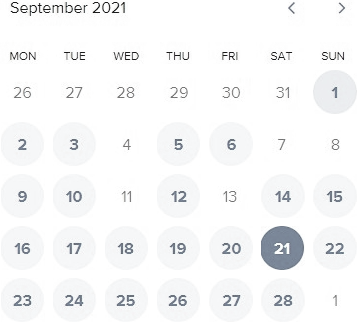 September 2021
MON TUE WED THU FRI SAT SUN
26 27 28 29 30 31 1
2 3 4 5 6 7 8
9 10 11 12 13 14 15
16 17 18 19 20 21 22
23 24 25 26 27 28 1